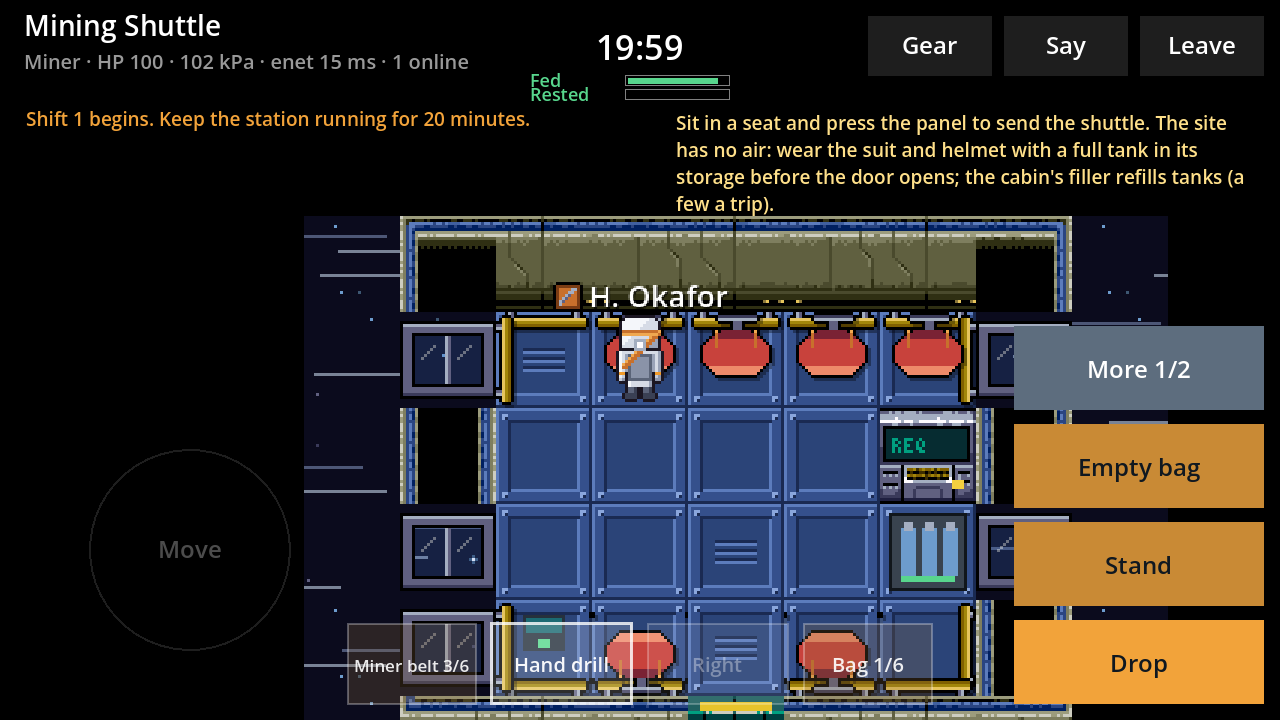 Mining Shuttle
Miner · HP 100 · 102 kPa · enet 15 ms · 1 online
19:59
Fed
Rested
Gear
Say
Leave
Shift 1 begins. Keep the station running for 20 minutes.
Sit in a seat and press the panel to send the shuttle. The site
has no air: wear the suit and helmet with a full tank in its
storage before the door opens; the cabin's filler refills tanks (a
few a trip).
H. Okafor
More 1/2
REQ
Empty bag
Move
Stand
Miner belt 3/6
Hand drill
Right
Bag 1/6
Drop